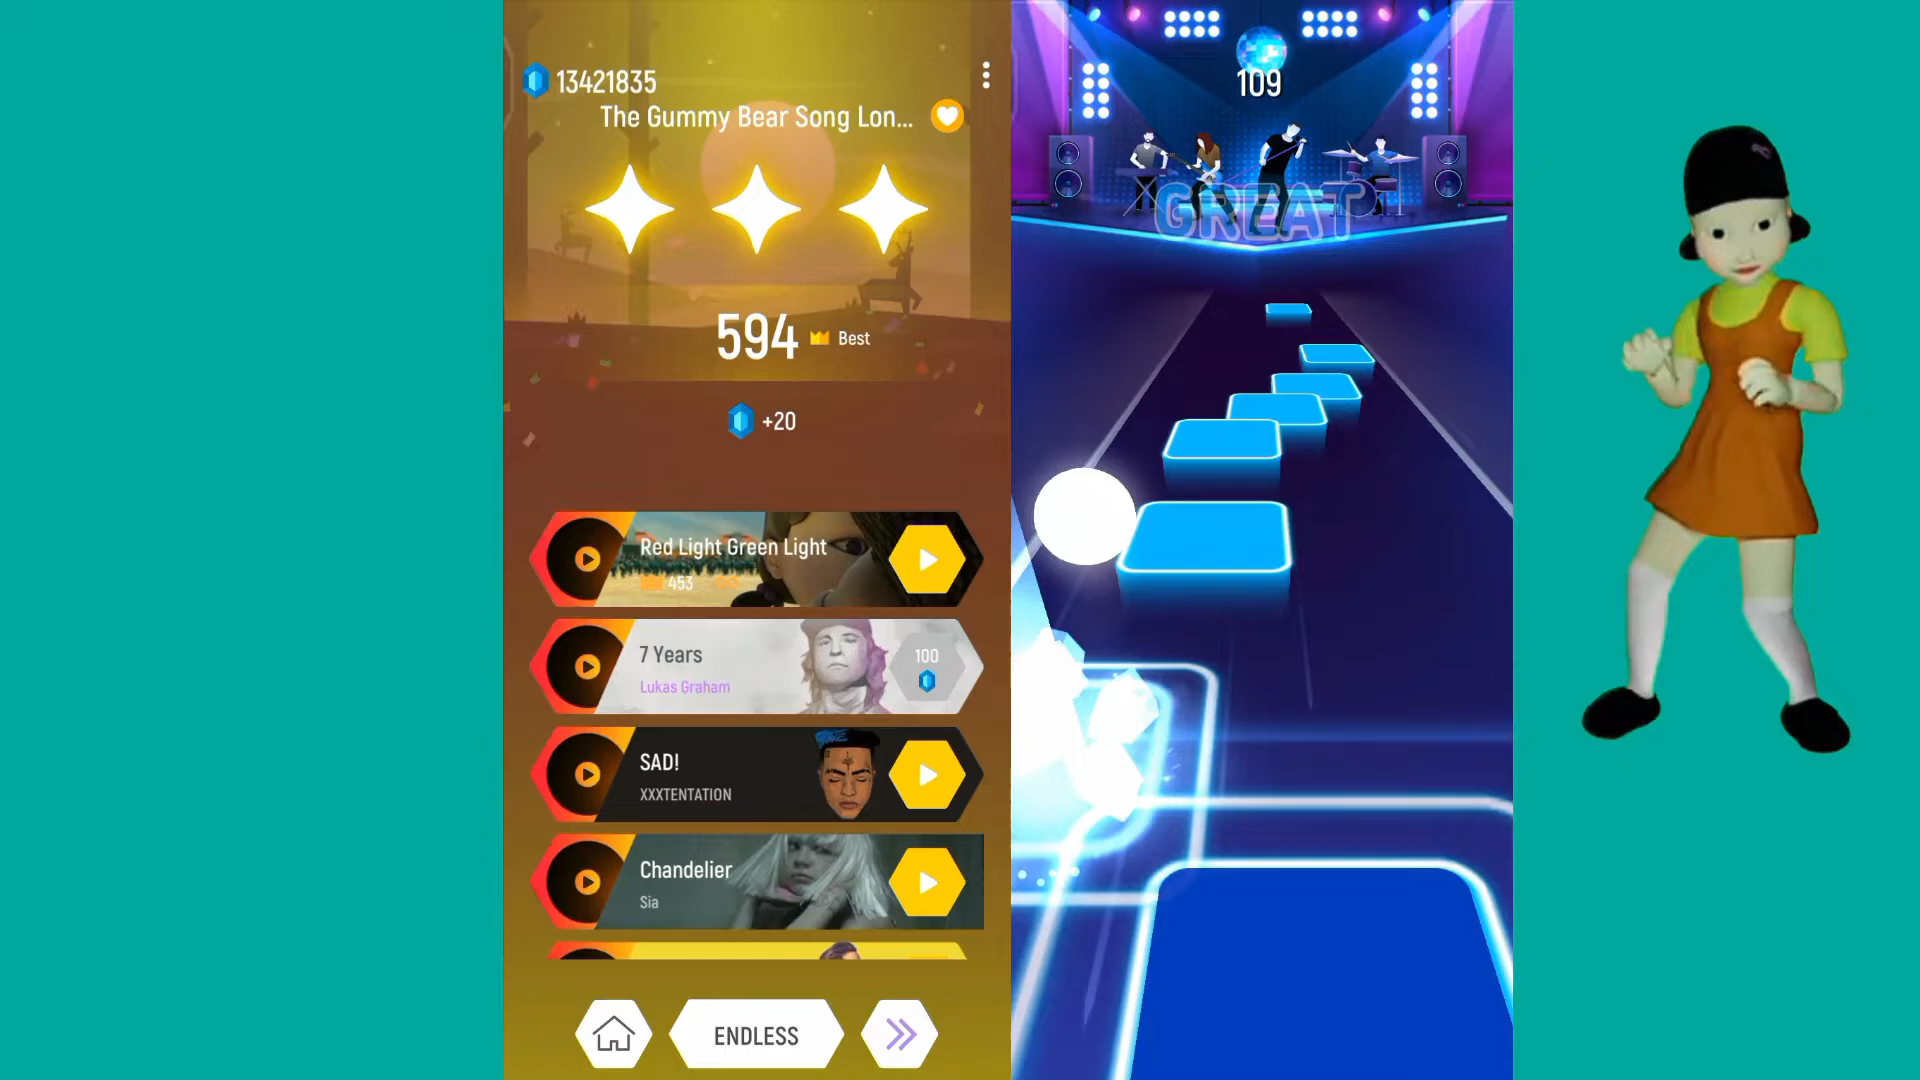 13421835
The Gummy Bear Song Lon...
594 Best
+20
Red Light Green Light
453
7 Years
Lukas Graham
100
SAD!
XXXTENTATION
Chandelier
Sia
ENDLESS
109
GREAT